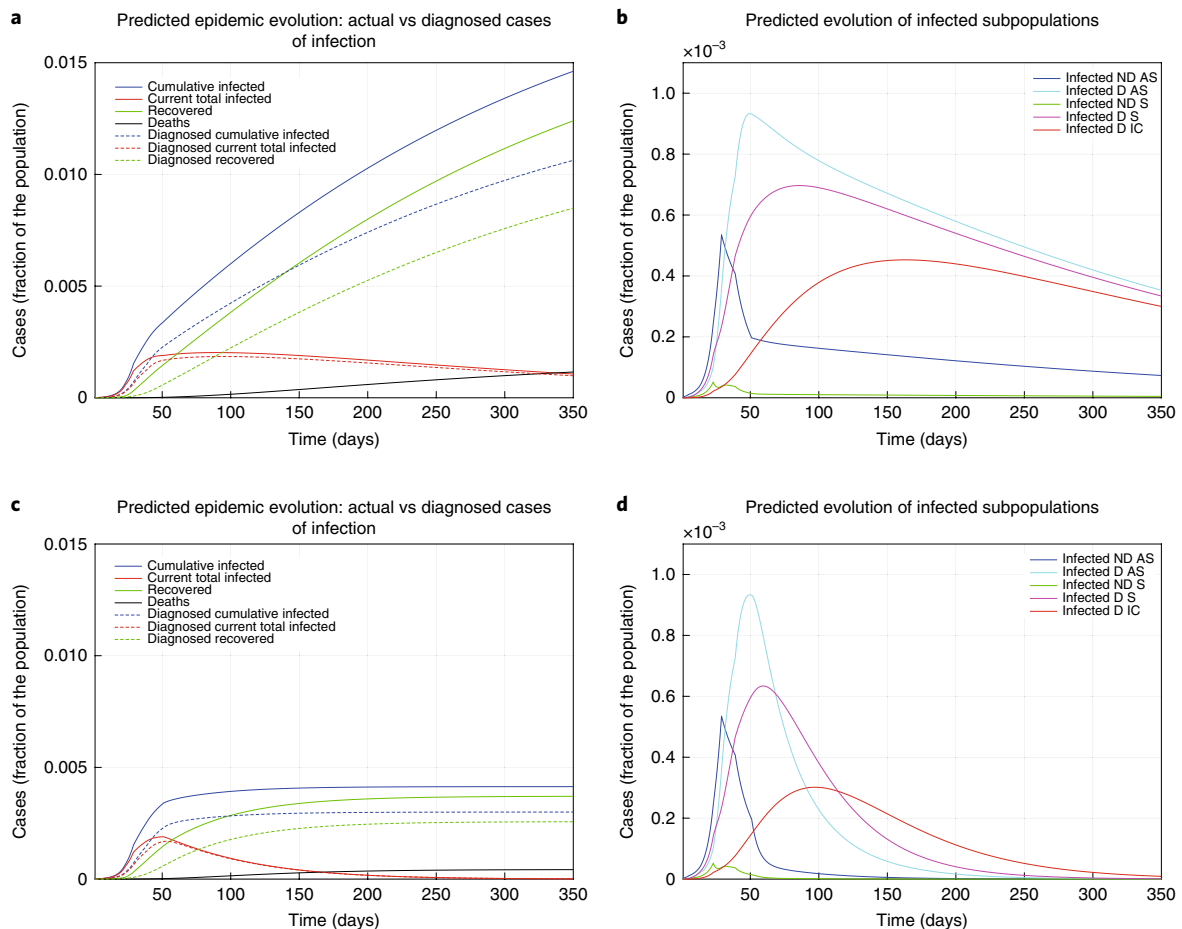 a
Predicted epidemic evolution: actual vs diagnosed cases
of infection
0.015
0.010
0.005
0
Cases (fraction of the population)
Cumulative infected
Current total infected
Recovered
Deaths
Diagnosed cumulative infected
Diagnosed current total infected
Diagnosed recovered
50 100 150 200 250 300 350
Time (days)
b
Predicted evolution of infected subpopulations
×10⁻³
1.0
0.8
0.6
0.4
0.2
0
Cases (fraction of the population)
Infected ND AS
Infected D AS
Infected ND S
Infected D S
Infected D IC
50 100 150 200 250 300 350
Time (days)
c
Predicted epidemic evolution: actual vs diagnosed cases
of infection
0.015
0.010
0.005
0
Cases (fraction of the population)
Cumulative infected
Current total infected
Recovered
Deaths
Diagnosed cumulative infected
Diagnosed current total infected
Diagnosed recovered
50 100 150 200 250 300 350
Time (days)
d
Predicted evolution of infected subpopulations
×10⁻³
1.0
0.8
0.6
0.4
0.2
0
Cases (fraction of the population)
Infected ND AS
Infected D AS
Infected ND S
Infected D S
Infected D IC
50 100 150 200 250 300 350
Time (days)